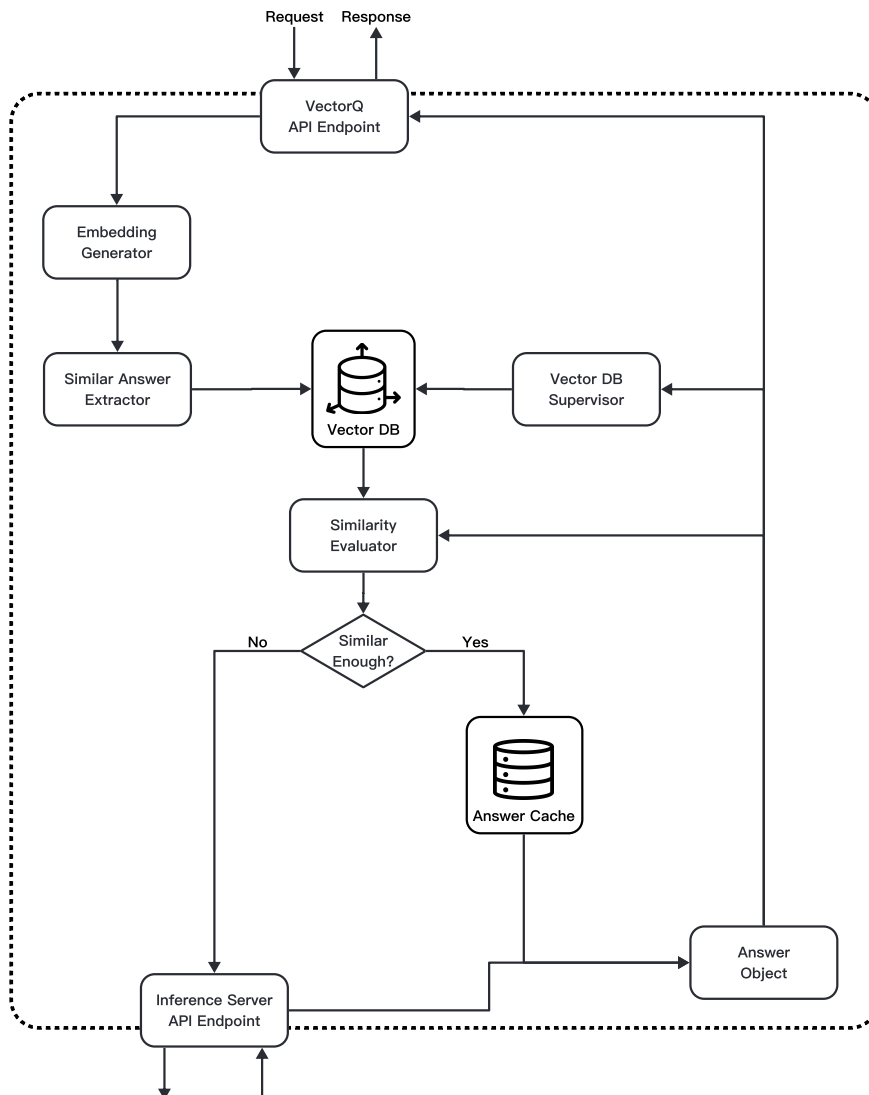 Request
Response
VectorQ
API Endpoint
Embedding
Generator
Similar Answer
Extractor
Vector DB
Vector DB
Supervisor
Similarity
Evaluator
No
Similar
Enough?
Yes
Answer Cache
Answer
Object
Inference Server
API Endpoint